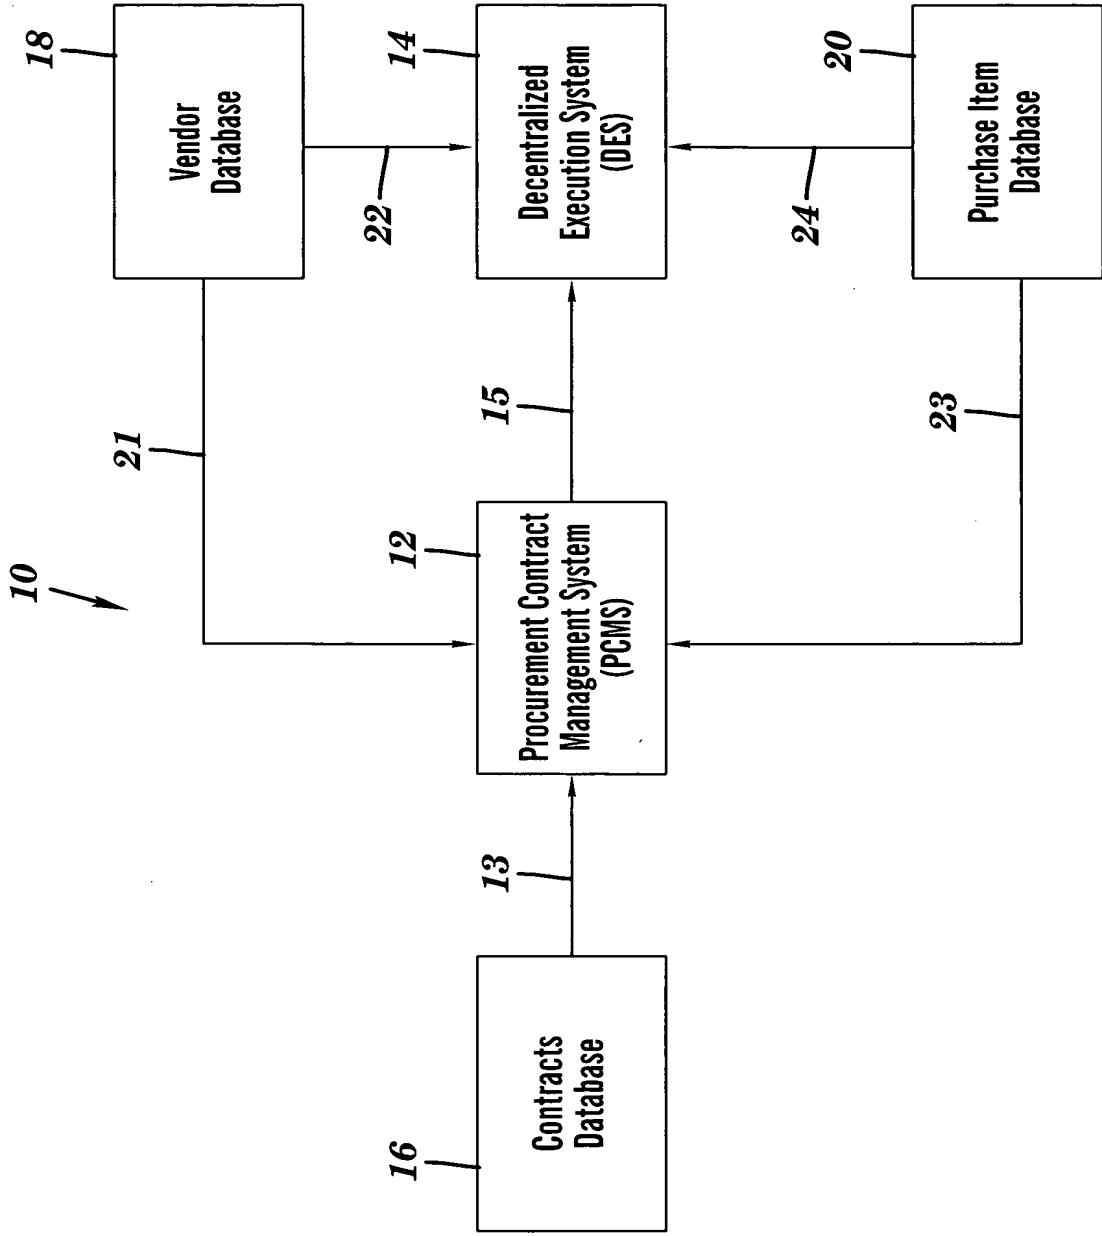 10
18
Vendor
Database
21
22
14
Decentralized
Execution System
(DES)
15
12
Procurement Contract
Management System
(PCMS)
13
16
Contracts
Database
24
23
20
Purchase Item
Database